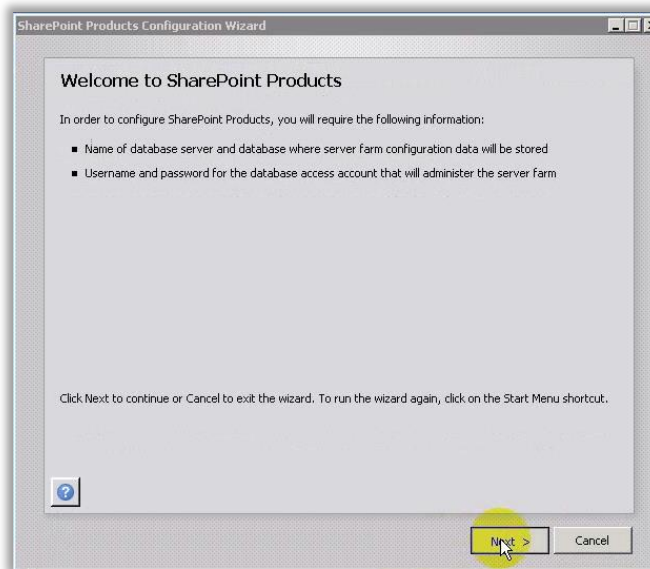 SharePoint Products Configuration Wizard
Welcome to SharePoint Products
In order to configure SharePoint Products, you will require the following information:
Name of database server and database where server farm configuration data will be stored
Username and password for the database access account that will administer the server farm
Click Next to continue or Cancel to exit the wizard. To run the wizard again, click on the Start Menu shortcut.
?
Next >
Cancel